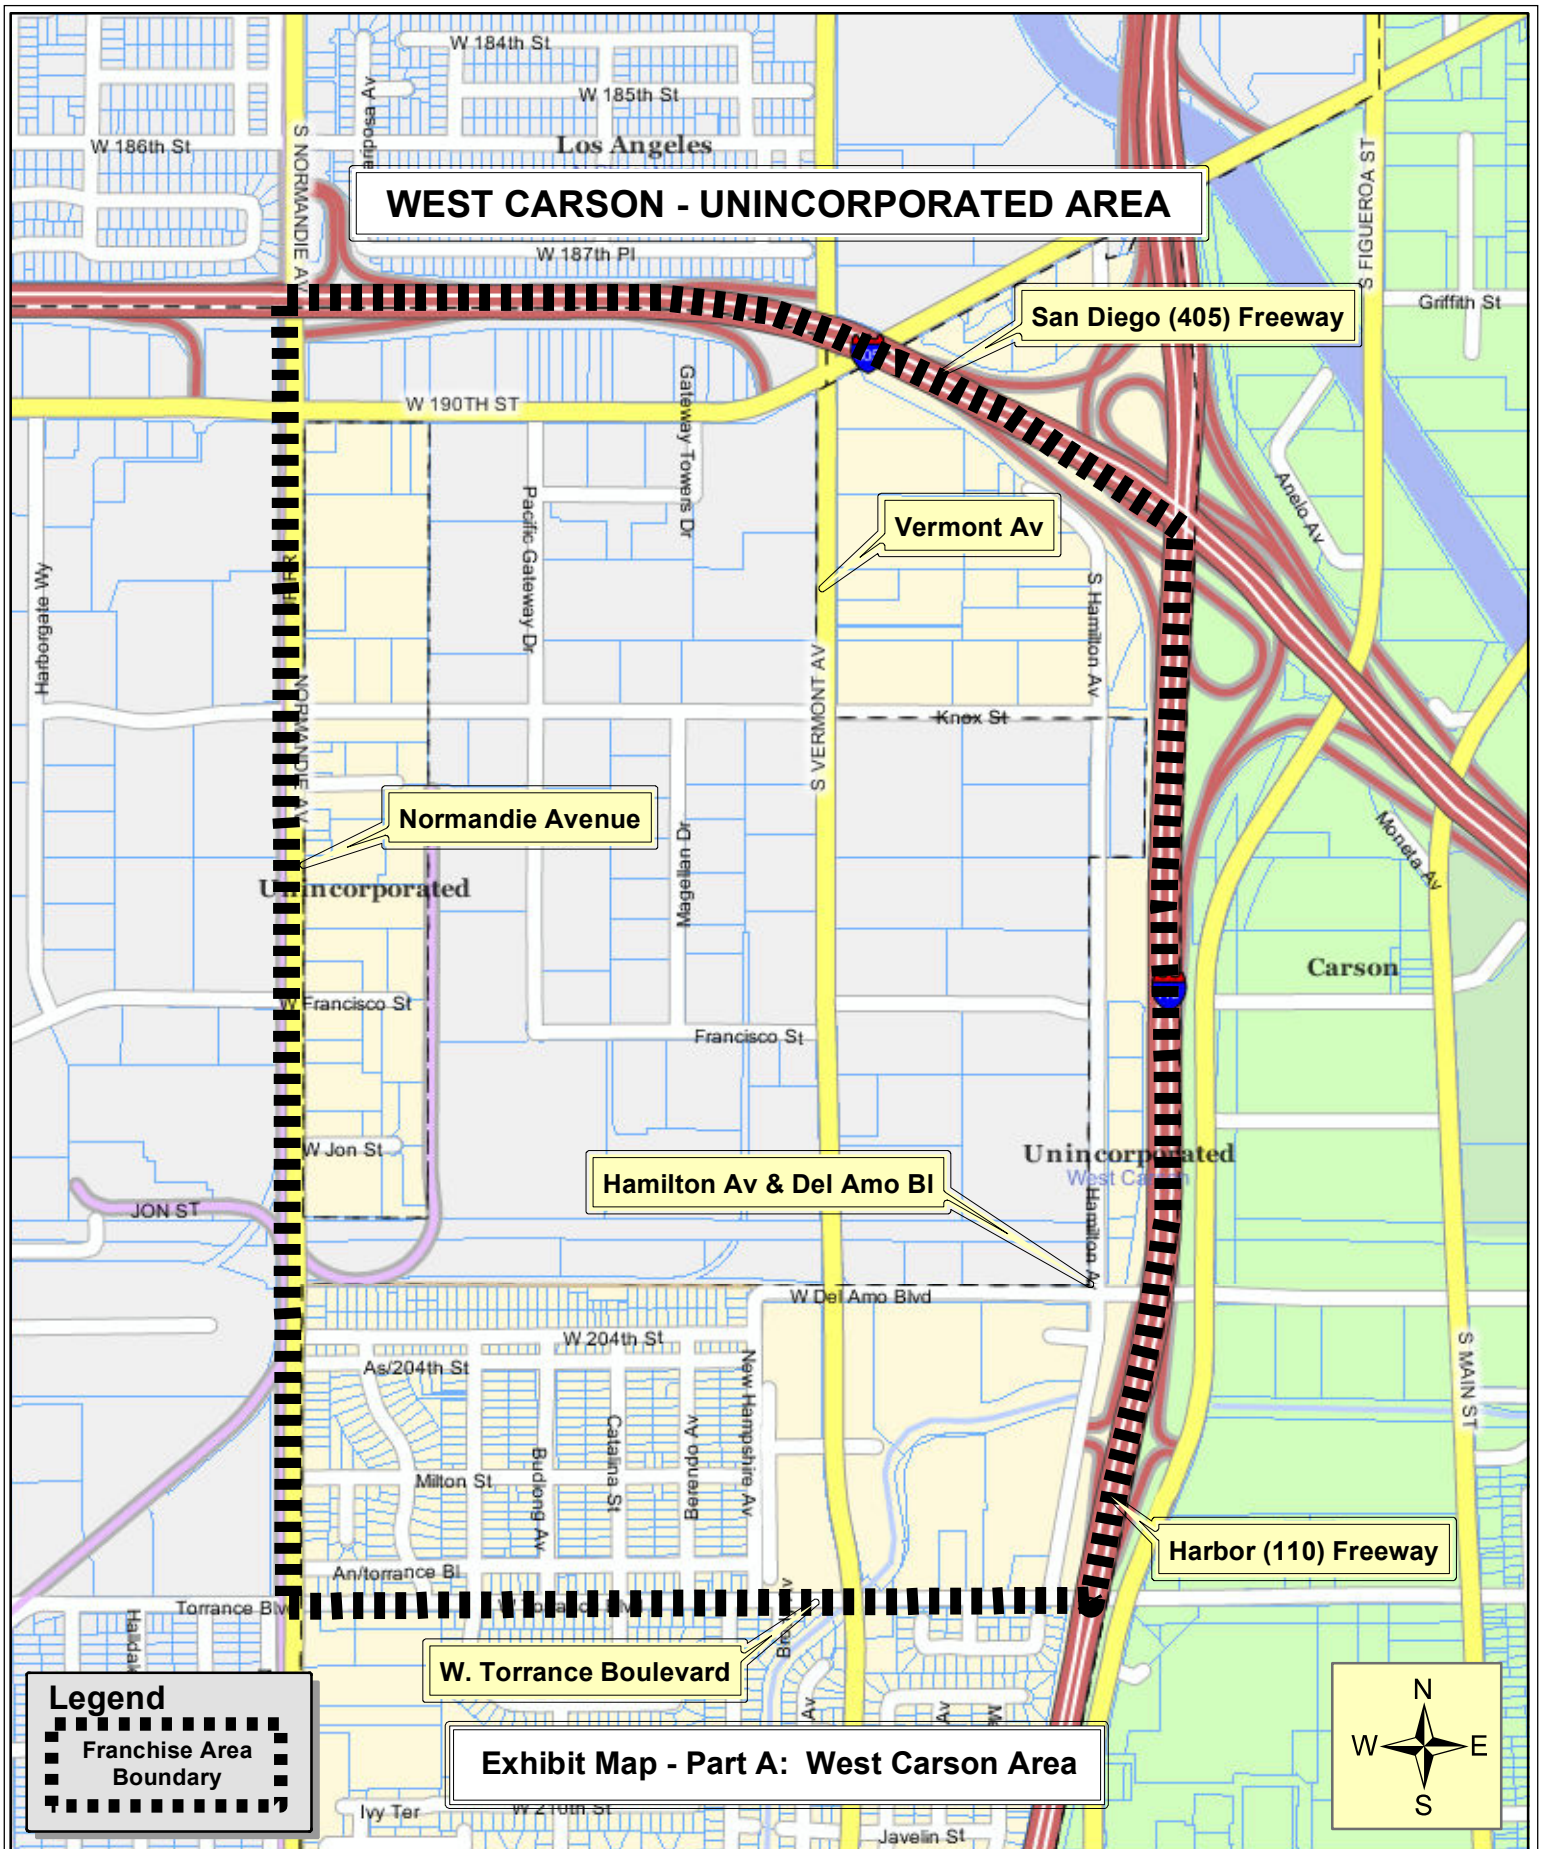 W 184th St
W 185th St
W 186th St
Los Angeles
S NORMANDIE AV
S FIGUEROA ST
WEST CARSON - UNINCORPORATED AREA
W 187th Pl
San Diego (405) Freeway
Griffith St
W 190TH ST
Gateway Towers Dr
Pacific Gateway Dr
Anelo Av
Vermont Av
Harborgate Wy
S Hamilton Av
NORMANDIE AV
S VERMONT AV
Knox St
Normandie Avenue
Magellan Dr
Moneta Av
Unincorporated
Carson
W Francisco St
Francisco St
W Jon St
Unincorporated
West Carson
Hamilton Av & Del Amo Bl
JON ST
Hamilton Av
W Del Amo Blvd
W 204th St
As/204th St
New Hampshire Av
S MAIN ST
Catalina St
Berendo Av
Budlong Av
Milton St
Harbor (110) Freeway
An/torrance Bl
Torrance Blvd
W Torrance Blvd
W. Torrance Boulevard
Av
Av
Legend
Franchise Area
Boundary
Exhibit Map - Part A:  West Carson Area
N
W
E
S
Ivy Ter
W 210th St
Javelin St